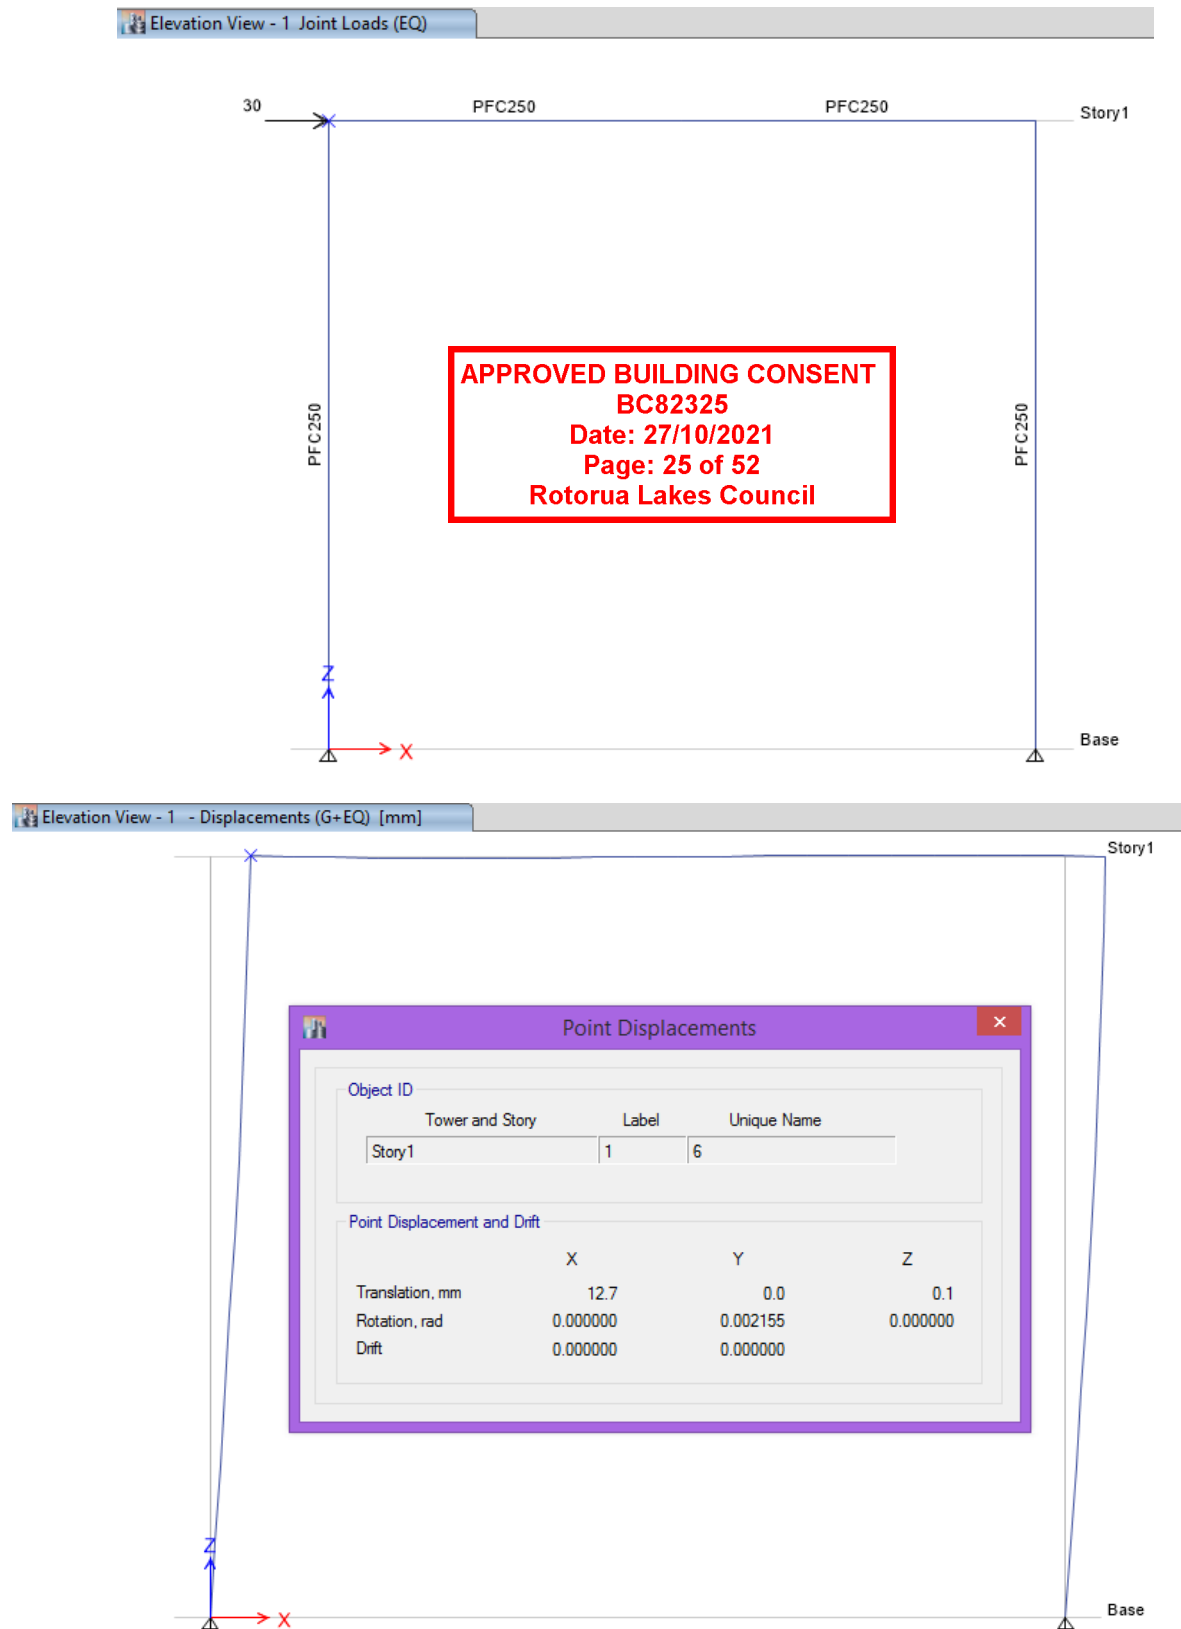 Elevation View - 1 Joint Loads (EQ)
30
PFC250 PFC250
Story1
PFC250
PFC250
APPROVED BUILDING CONSENT
BC82325
Date: 27/10/2021
Page: 25 of 52
Rotorua Lakes Council
Z
X
Base
Elevation View - 1 - Displacements (G+EQ) [mm]
Story1
Point Displacements
Object ID
Tower and Story Label Unique Name
Story1 1 6
Point Displacement and Drift
X Y Z
Translation, mm 12.7 0.0 0.1
Rotation, rad 0.000000 0.002155 0.000000
Drift 0.000000 0.000000
Z
X
Base